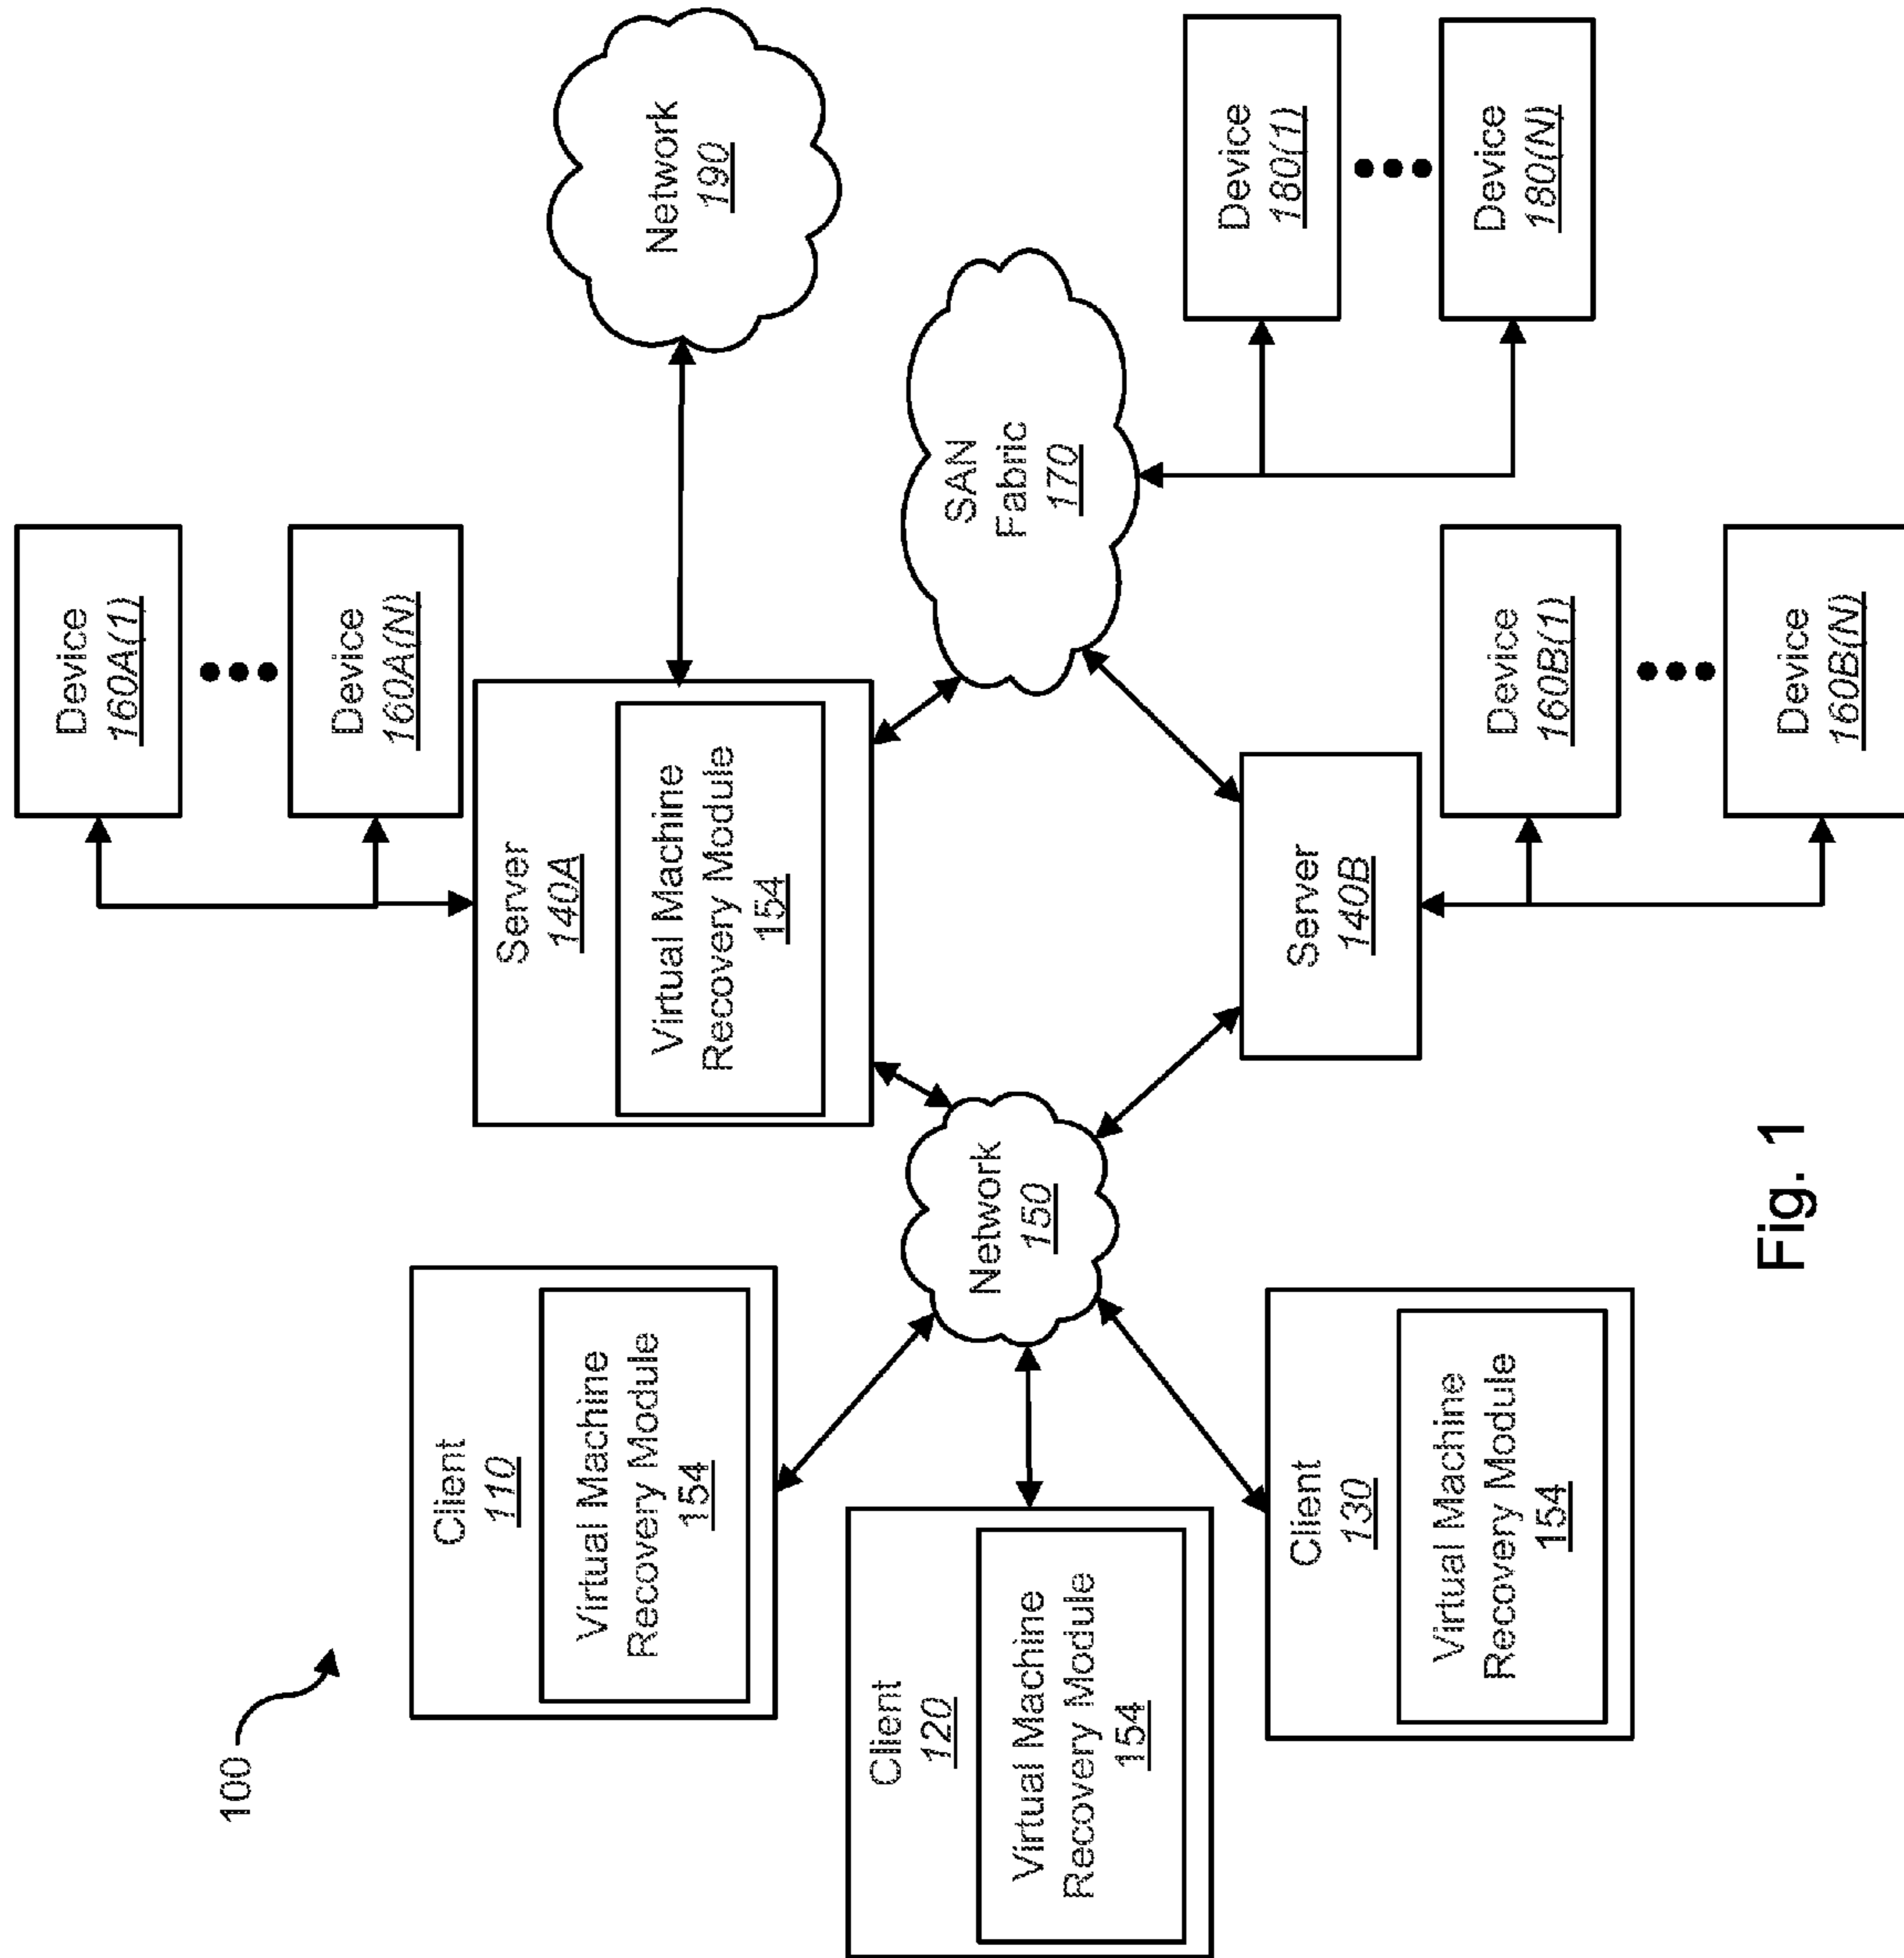 100
Client
110
Virtual Machine
Recovery Module
154
Client
120
Virtual Machine
Recovery Module
154
Client
130
Virtual Machine
Recovery Module
154
Network
150
Device
160A(1)
Device
160A(N)
Server
140A
Virtual Machine
Recovery Module
154
Server
140B
Device
160B(1)
Device
160B(N)
Network
190
SAN
Fabric
170
Device
180(1)
Device
180(N)
Fig. 1